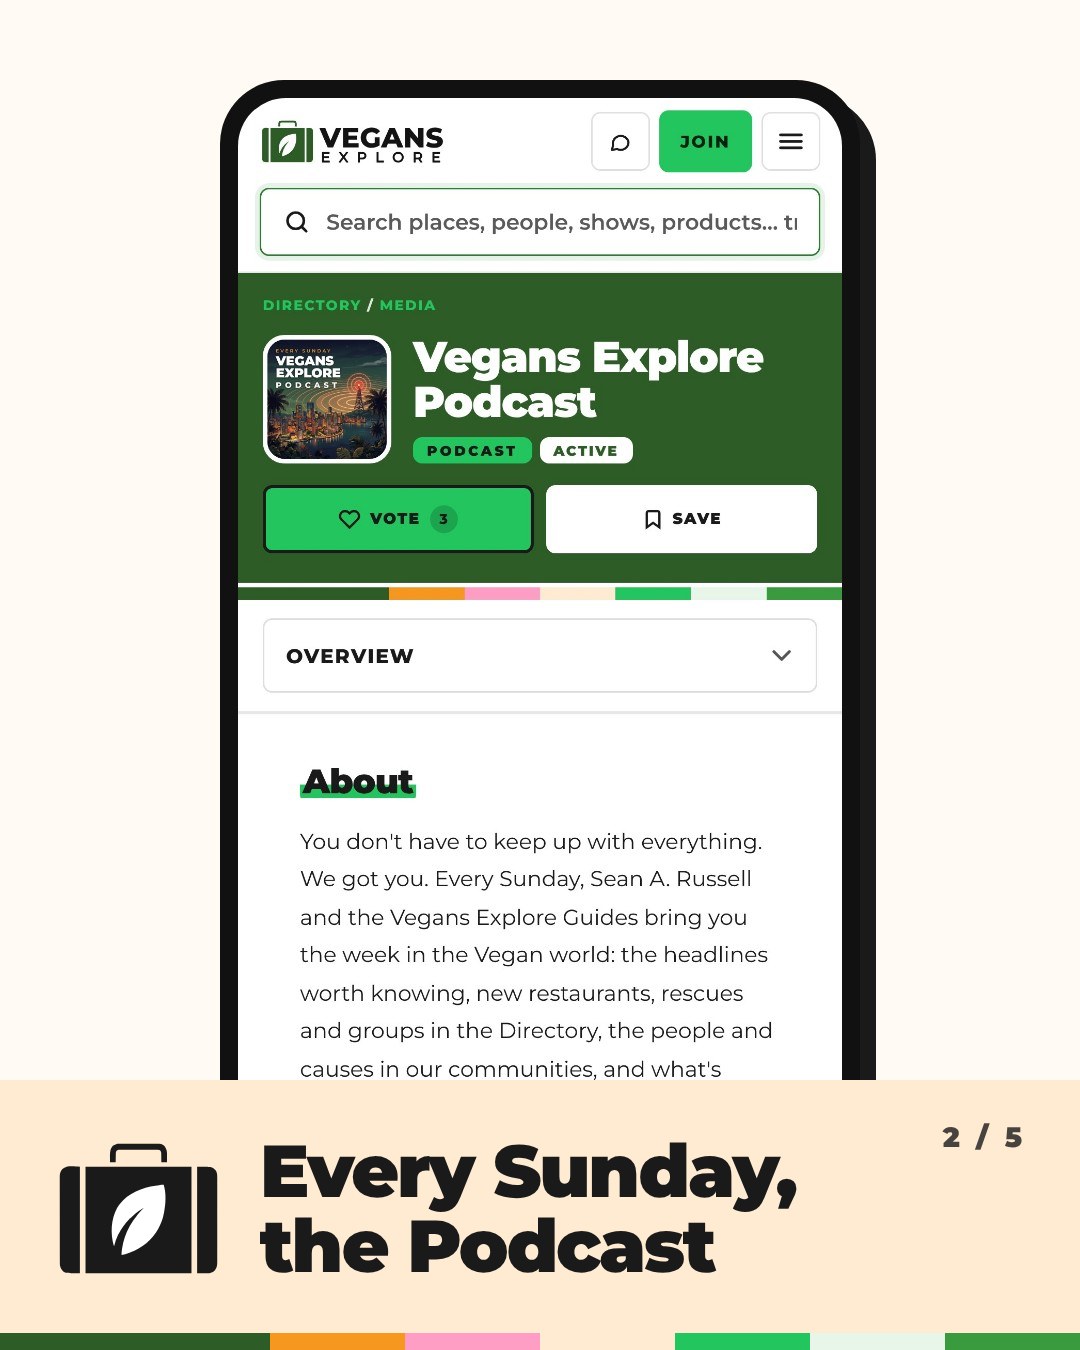 VEGANS
EXPLORE
JOIN
Search places, people, shows, products... tr
DIRECTORY / MEDIA
EVERY SUNDAY
VEGANS
EXPLORE
PODCAST
Vegans Explore
Podcast
PODCAST
ACTIVE
VOTE 3
SAVE
OVERVIEW
About
You don't have to keep up with everything.
We got you. Every Sunday, Sean A. Russell
and the Vegans Explore Guides bring you
the week in the Vegan world: the headlines
worth knowing, new restaurants, rescues
and groups in the Directory, the people and
causes in our communities, and what's
2 / 5
Every Sunday,
the Podcast